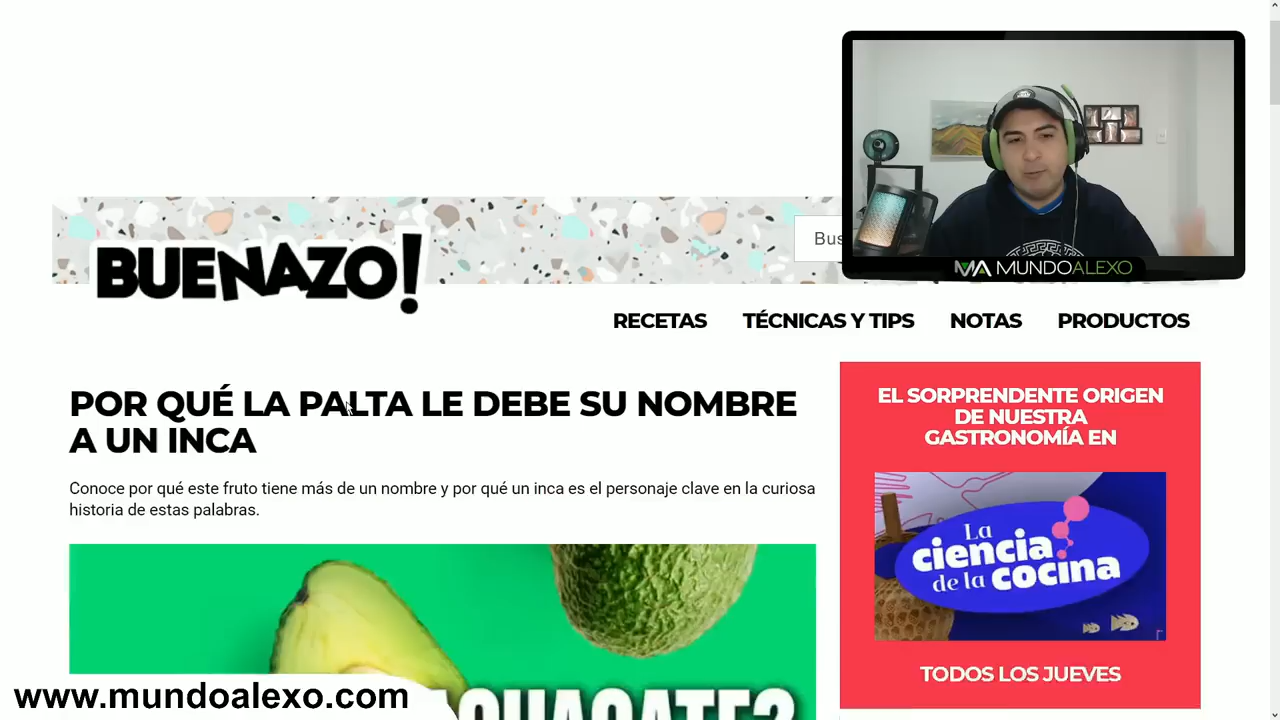 BUENAZO!
Bus
MUNDOALEXO
RECETAS TÉCNICAS Y TIPS NOTAS PRODUCTOS
POR QUÉ LA PALTA LE DEBE SU NOMBRE
A UN INCA
Conoce por qué este fruto tiene más de un nombre y por qué un inca es el personaje clave en la curiosa
historia de estas palabras.
EL SORPRENDENTE ORIGEN
DE NUESTRA
GASTRONOMÍA EN
La
ciencia
de la cocina
TODOS LOS JUEVES
AGUACATE?
www.mundoalexo.com